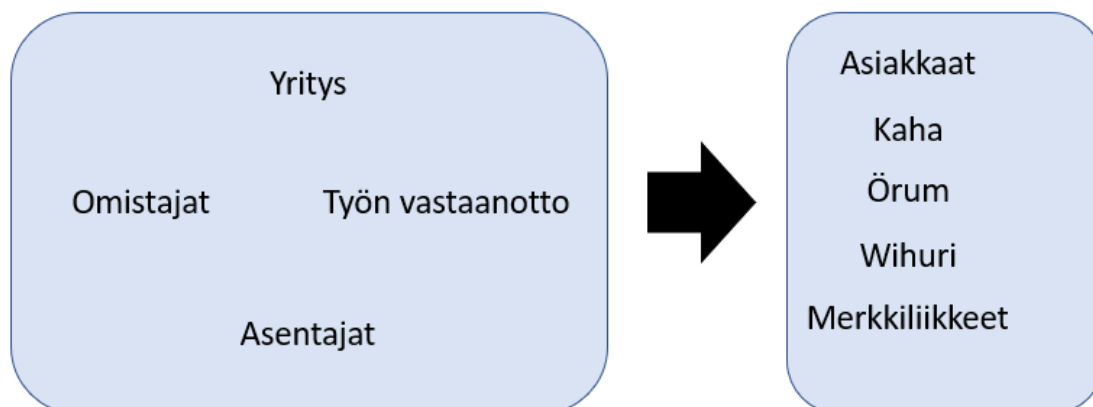 Yritys
Omistajat
Työn vastaanotto
Asentajat
Asiakkaat
Kaha
Örum
Wihuri
Merkkiliikkeet